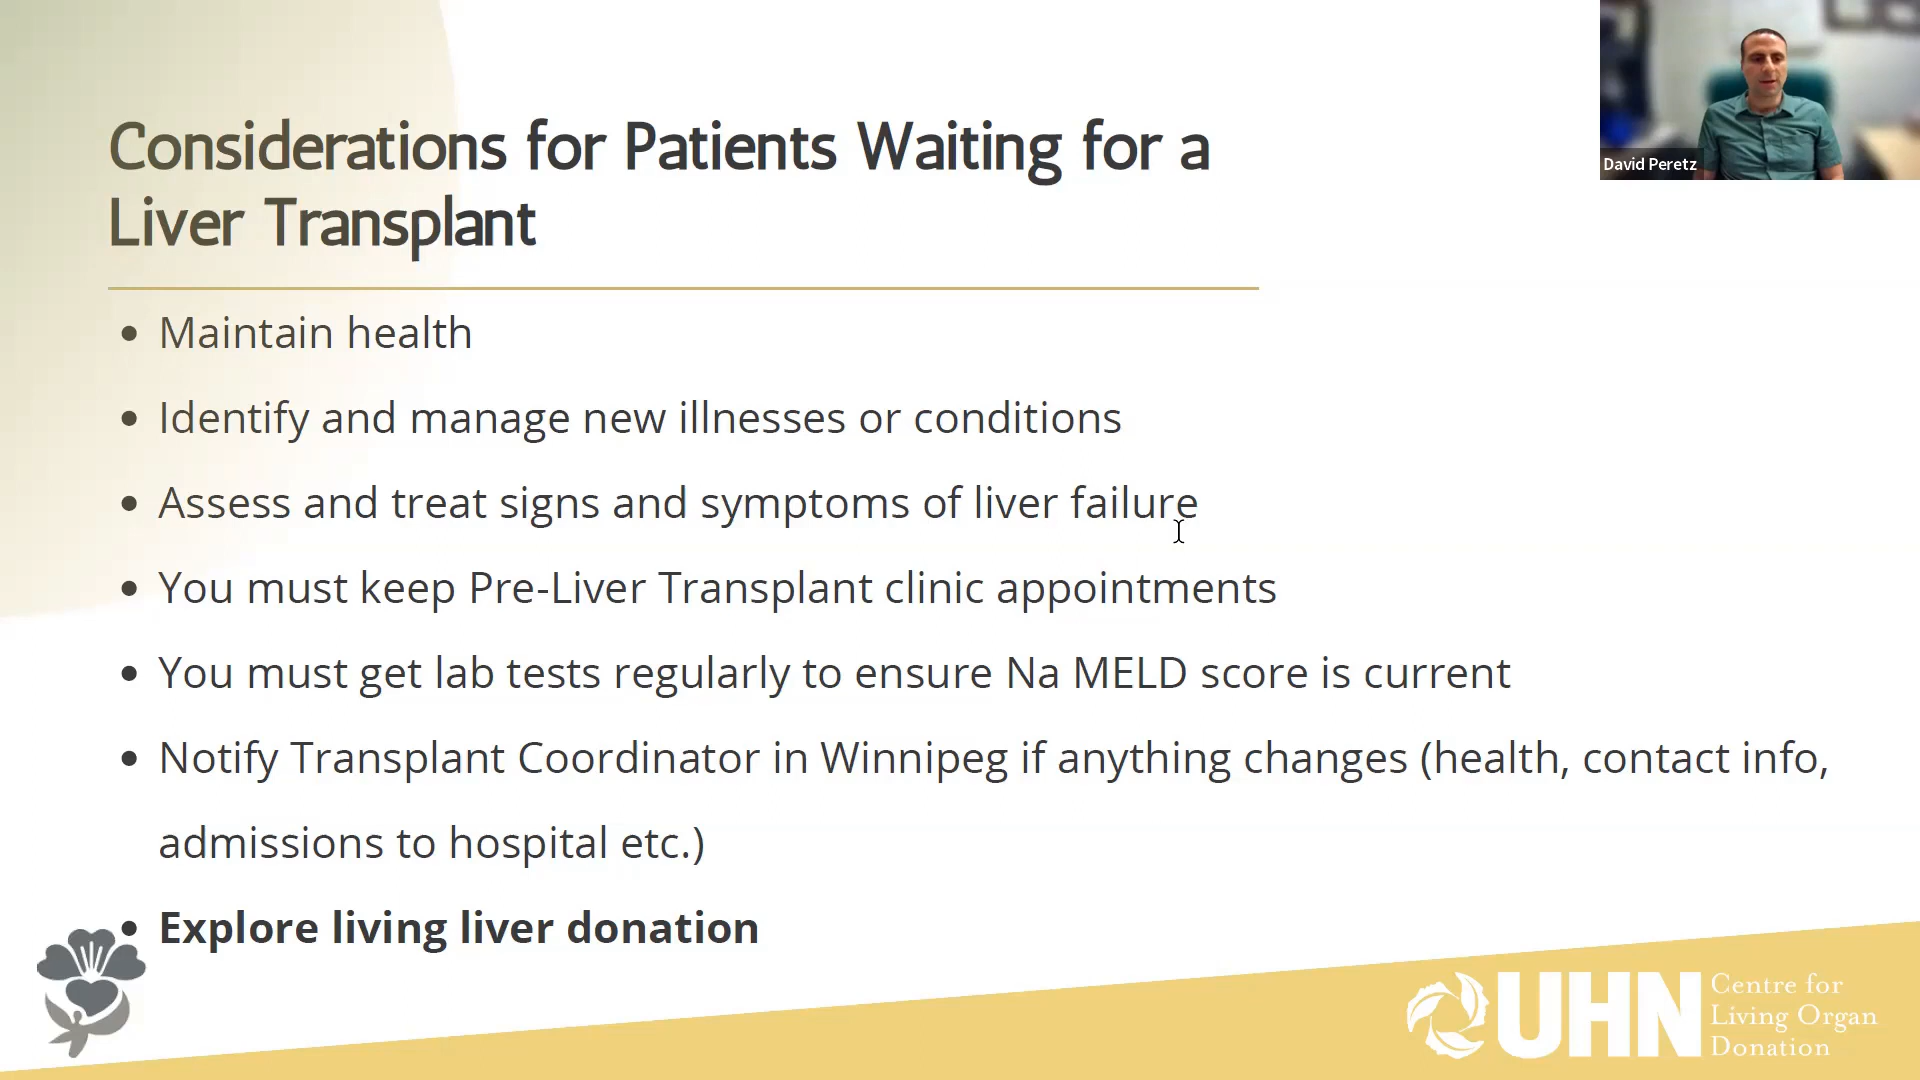 Considerations for Patients Waiting for a
Liver Transplant
David Peretz
• Maintain health
• Identify and manage new illnesses or conditions
• Assess and treat signs and symptoms of liver failure
• You must keep Pre-Liver Transplant clinic appointments
• You must get lab tests regularly to ensure Na MELD score is current
• Notify Transplant Coordinator in Winnipeg if anything changes (health, contact info,
admissions to hospital etc.)
• Explore living liver donation
UHN
Centre for
Living Organ
Donation